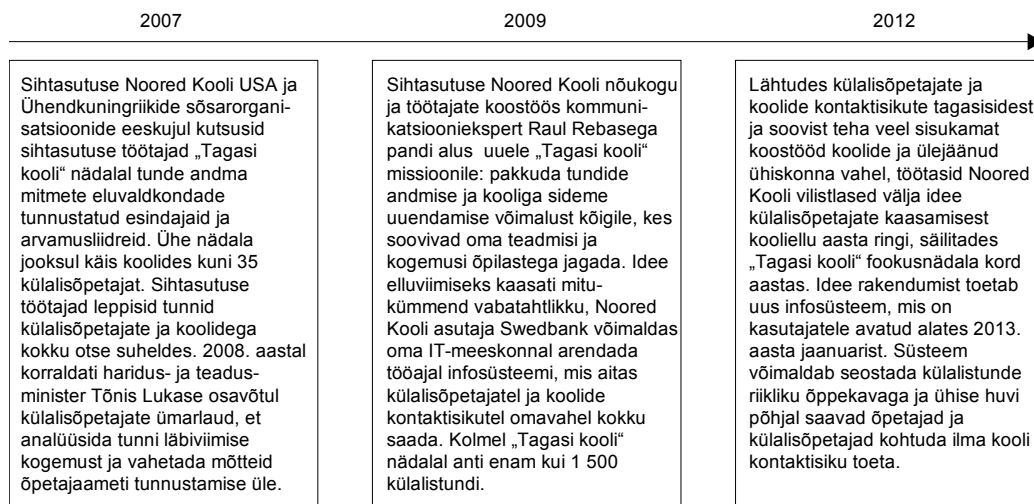 2007
2009
2012
Sihtasutuse Noored Kooli USA ja
Ühendkuningriikide sõsarorgani-
satsioonide eeskujul kutsusid
sihtasutuse töötajad „Tagasi
kooli” nädalal tunde andma
mitmete eluvaldkondade
tunnustatud esindajaid ja
arvamusliidreid. Ühe nädala
jooksul käis koolides kuni 35
külalisõpetajat. Sihtasutuse
töötajad leppisid tunnid
külalisõpetajate ja koolidega
kokku otse suheldes. 2008. aastal
korraldati haridus- ja teadus-
minister Tõnis Lukase osavõtul
külalisõpetajate ümarlaud, et
analüüsida tunni läbiviimise
kogemust ja vahetada mõtteid
õpetajaameti tunnustamise üle.
Sihtasutuse Noored Kooli nõukogu
ja töötajate koostöös kommuni-
katsiooniekspert Raul Rebasega
pandi alus uuele „Tagasi kooli”
missioonile: pakkuda tundide
andmise ja kooliga sideme
uuendamise võimalust kõigile, kes
soovivad oma teadmisi ja
kogemusi õpilastega jagada. Idee
elluviimiseks kaasati mitu-
kümmend vabatahtlikku, Noored
Kooli asutaja Swedbank võimaldas
oma IT-meeskonnal arendada
tööajal infosüsteemi, mis aitas
külalisõpetajatel ja koolide
kontaktisikutel omavahel kokku
saada. Kolmel „Tagasi kooli”
nädalal anti enam kui 1 500
külalistundi.
Lähtudes külalisõpetajate ja
koolide kontaktisikute tagasisidest
ja soovist teha veel sisukamat
koostööd koolide ja ülejäänud
ühiskonna vahel, töötasid Noored
Kooli vilistlased välja idee
külalisõpetajate kaasamisest
kooliellu aasta ringi, säilitades
„Tagasi kooli” fookusnädala kord
aastas. Idee rakendumist toetab
uus infosüsteem, mis on
kasutajatele avatud alates 2013.
aasta jaanuarist. Süsteem
võimaldab seostada külalistunde
riikliku õppekavaga ja ühise huvi
põhjal saavad õpetajad ja
külalisõpetajad kohtuda ilma kooli
kontaktisiku toeta.